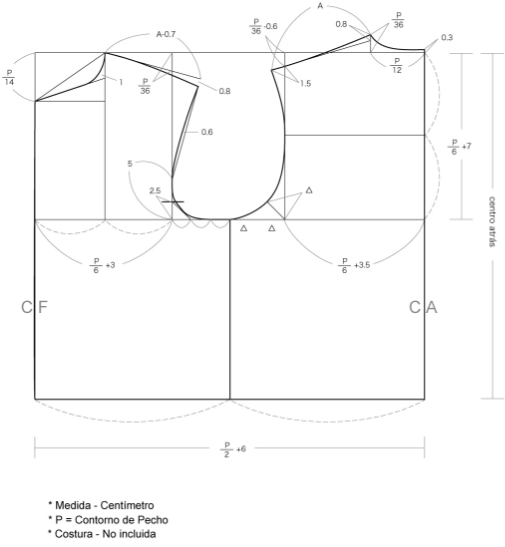 A
P/36 -0.6
0.8
P/36
0.3
A-0.7
P/14
1
P/36
0.8
1.5
P/12
0.6
P/6 +7
5
2.5
△
△ △
centro atrás
P/6 +3
P/6 +3.5
C F
C A
P/2 +6
* Medida - Centímetro
* P = Contorno de Pecho
* Costura - No incluida